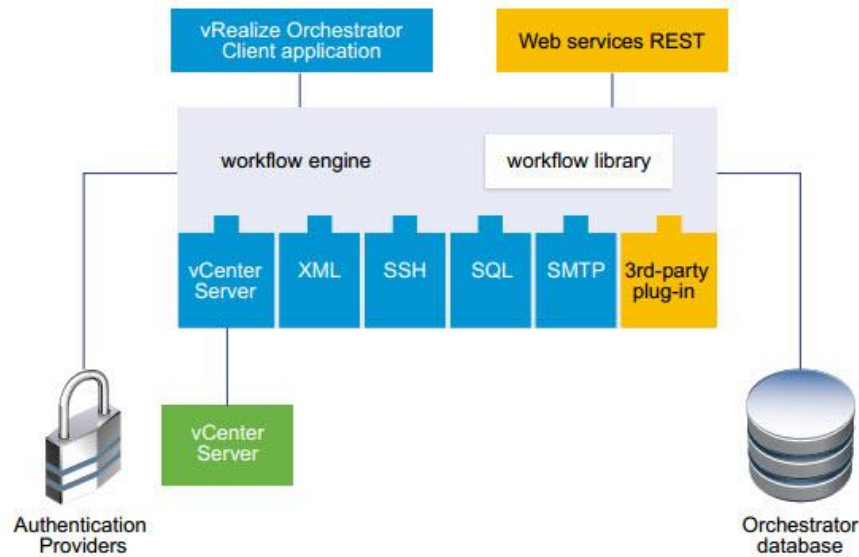 vRealize Orchestrator
Client application
Web services REST
workflow engine
workflow library
vCenter
Server
XML
SSH
SQL
SMTP
3rd-party
plug-in
vCenter
Server
Authentication
Providers
Orchestrator
database